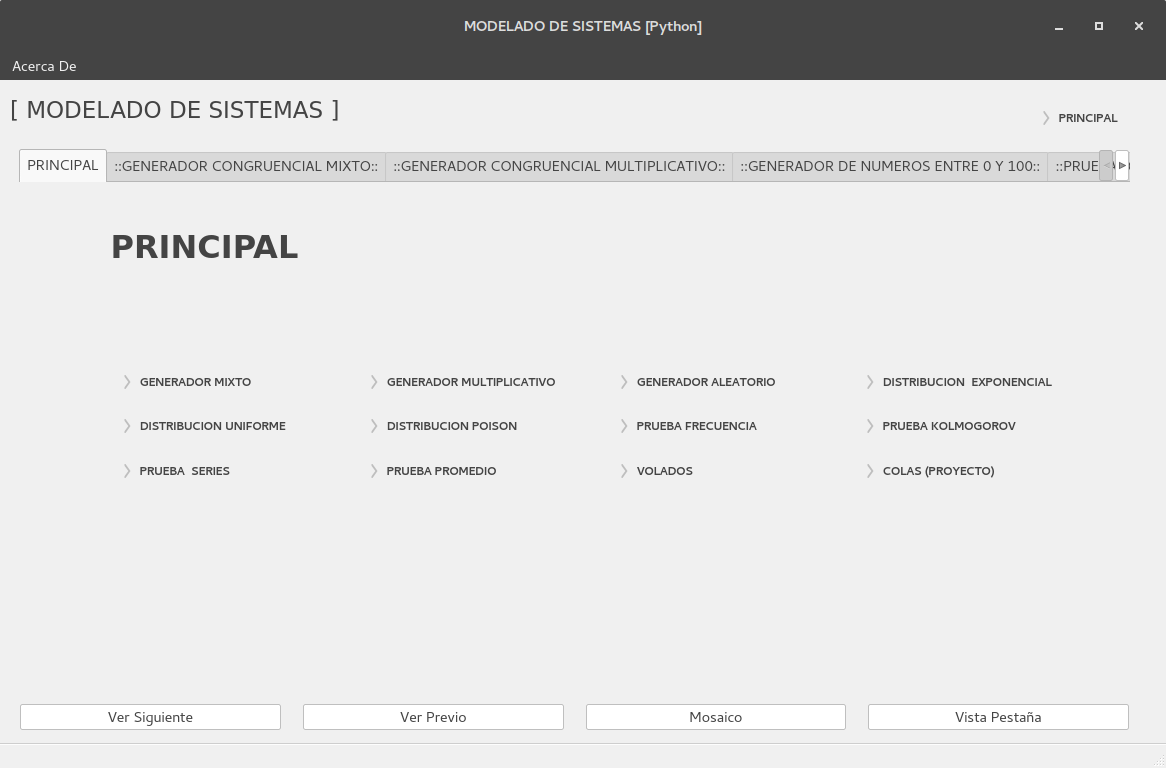 MODELADO DE SISTEMAS [Python]
Acerca De
[ MODELADO DE SISTEMAS ]
PRINCIPAL
PRINCIPAL ::GENERADOR CONGRUENCIAL MIXTO:: ::GENERADOR CONGRUENCIAL MULTIPLICATIVO:: ::GENERADOR DE NUMEROS ENTRE 0 Y 100:: ::PRUE
PRINCIPAL
GENERADOR MIXTO GENERADOR MULTIPLICATIVO GENERADOR ALEATORIO DISTRIBUCION EXPONENCIAL
DISTRIBUCION UNIFORME DISTRIBUCION POISON PRUEBA FRECUENCIA PRUEBA KOLMOGOROV
PRUEBA SERIES PRUEBA PROMEDIO VOLADOS COLAS (PROYECTO)
Ver Siguiente Ver Previo Mosaico Vista Pestaña